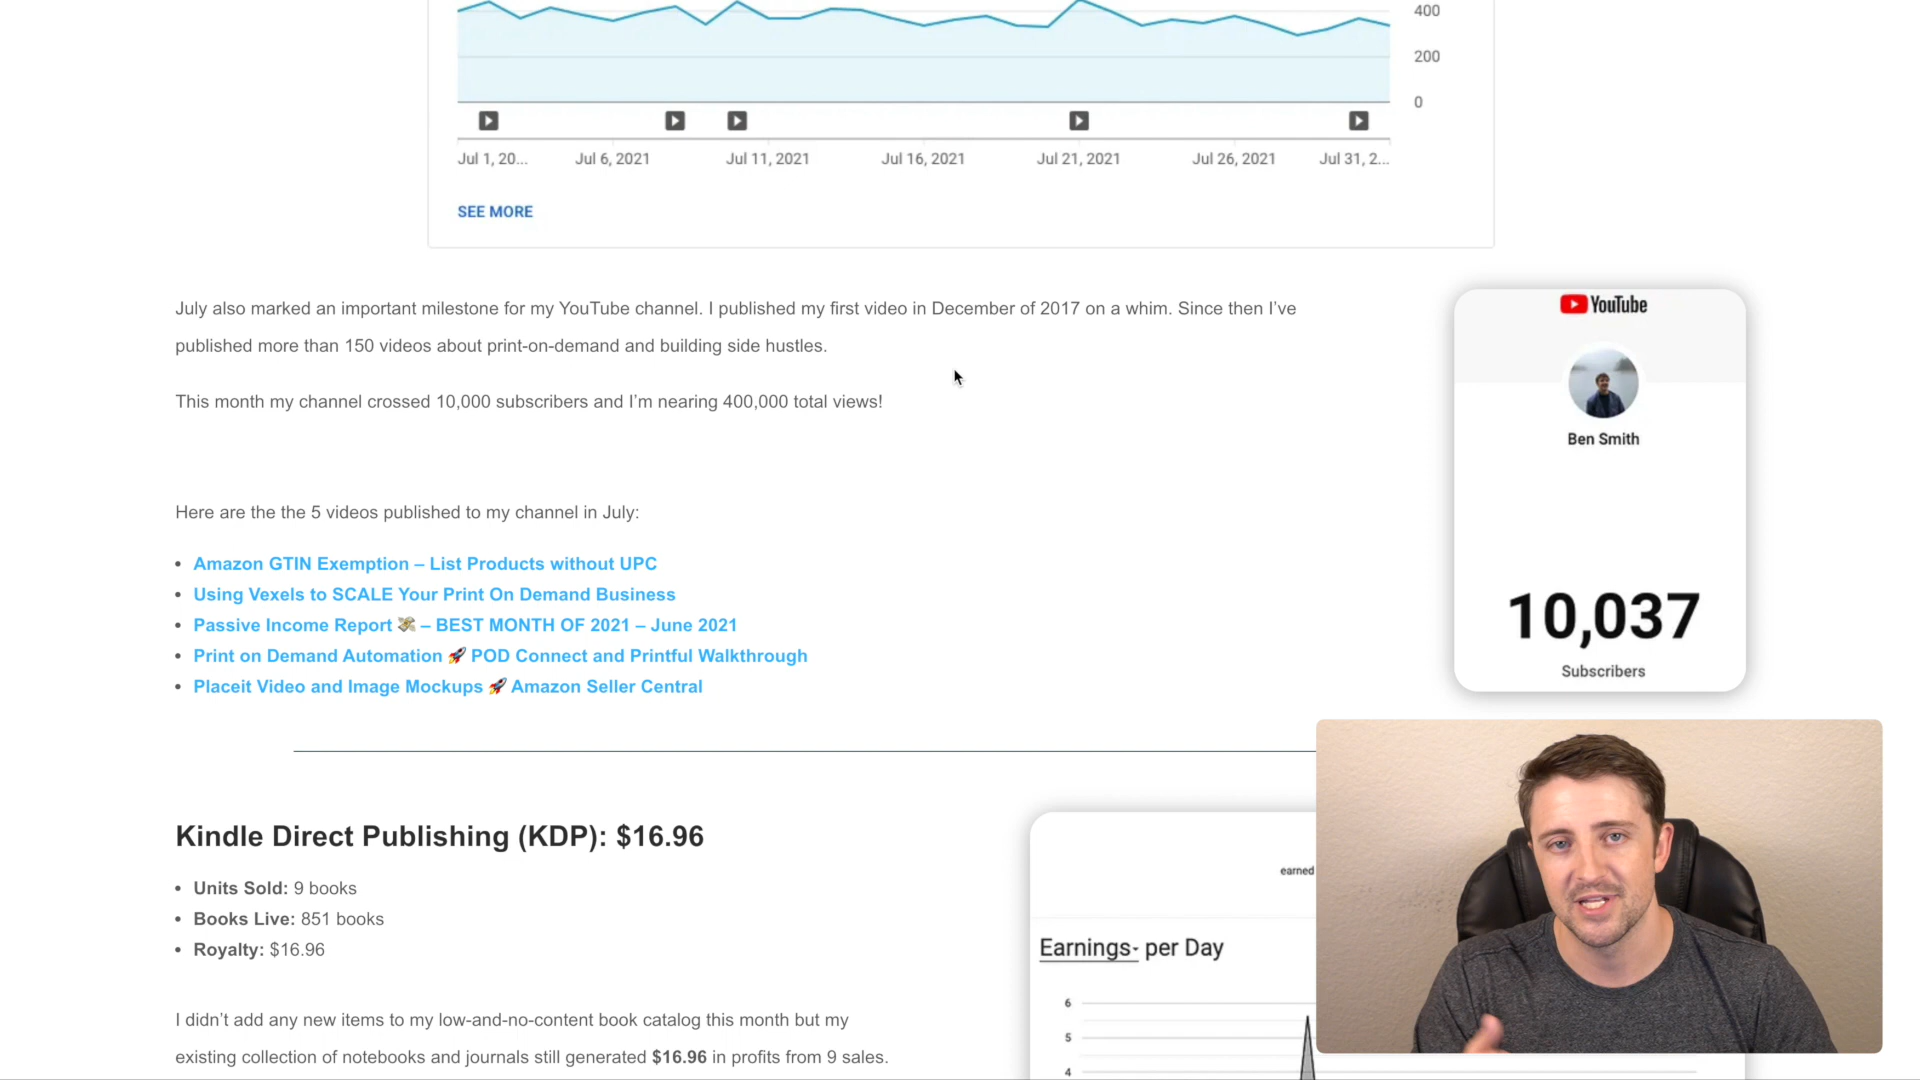 400
200
0
Jul 1, 20...
Jul 6, 2021
Jul 11, 2021
Jul 16, 2021
Jul 21, 2021
Jul 26, 2021
Jul 31, 2...
SEE MORE
July also marked an important milestone for my YouTube channel. I published my first video in December of 2017 on a whim. Since then I’ve
published more than 150 videos about print-on-demand and building side hustles.
This month my channel crossed 10,000 subscribers and I’m nearing 400,000 total views!
YouTube
Ben Smith
10,037
Subscribers
Here are the the 5 videos published to my channel in July:
• Amazon GTIN Exemption – List Products without UPC
• Using Vexels to SCALE Your Print On Demand Business
• Passive Income Report 💸 – BEST MONTH OF 2021 – June 2021
• Print on Demand Automation 🚀 POD Connect and Printful Walkthrough
• Placeit Video and Image Mockups 🚀 Amazon Seller Central
Kindle Direct Publishing (KDP): $16.96
• Units Sold: 9 books
• Books Live: 851 books
• Royalty: $16.96
I didn’t add any new items to my low-and-no-content book catalog this month but my
existing collection of notebooks and journals still generated $16.96 in profits from 9 sales.
earned
Earnings- per Day
6
5
4